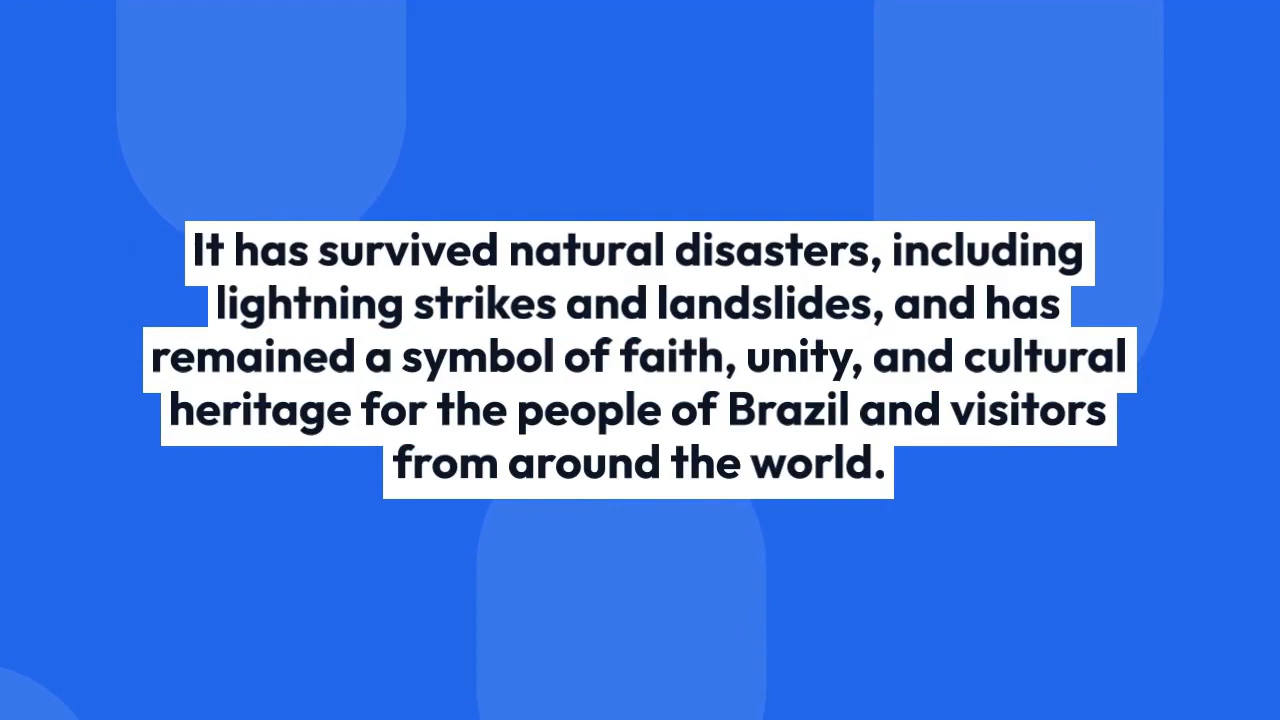 It has survived natural disasters, including
lightning strikes and landslides, and has
remained a symbol of faith, unity, and cultural
heritage for the people of Brazil and visitors
from around the world.